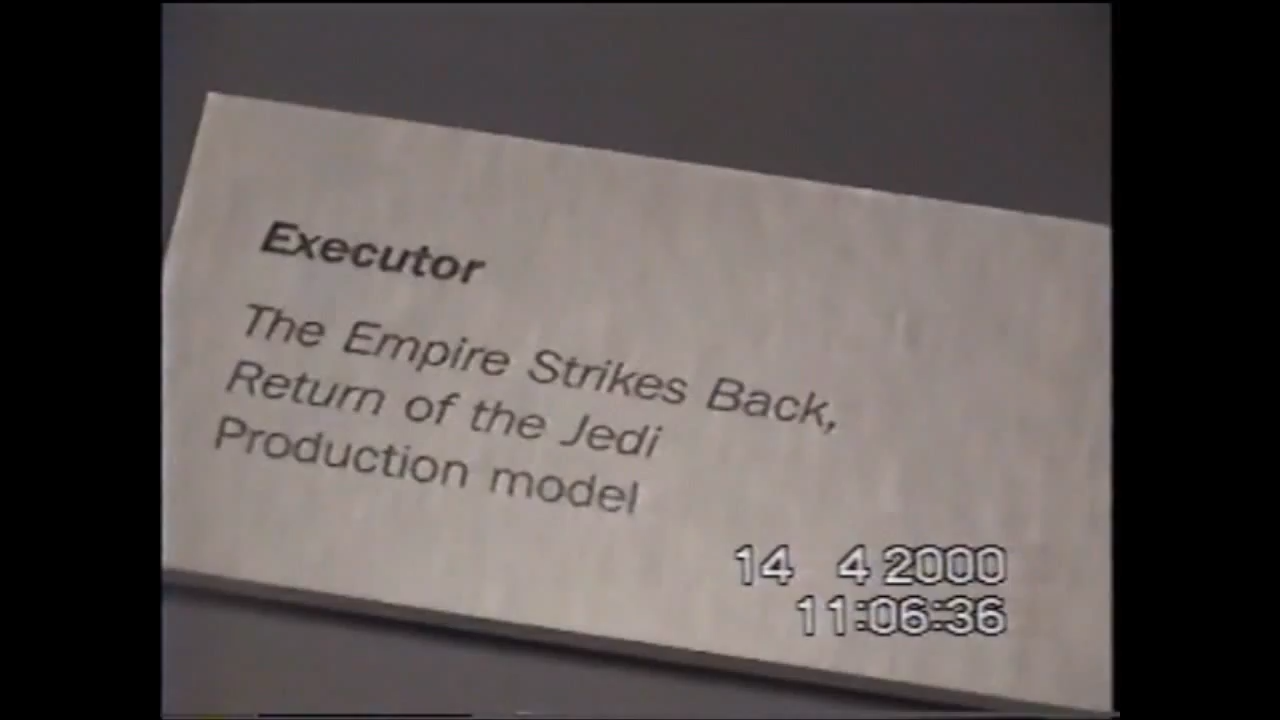 Executor
The Empire Strikes Back,
Return of the Jedi
Production model
14 4 2000
11:06:36